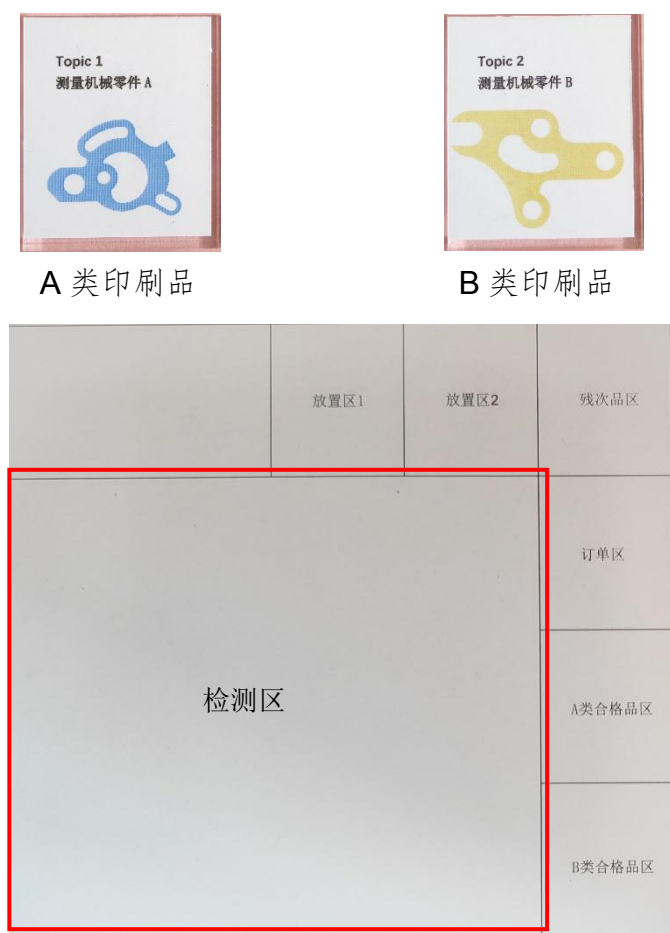 Topic 1
测量机械零件 A
Topic 2
测量机械零件 B
A 类印刷品
B 类印刷品
放置区1
放置区2
残次品区
订单区
检测区
A类合格品区
B类合格品区